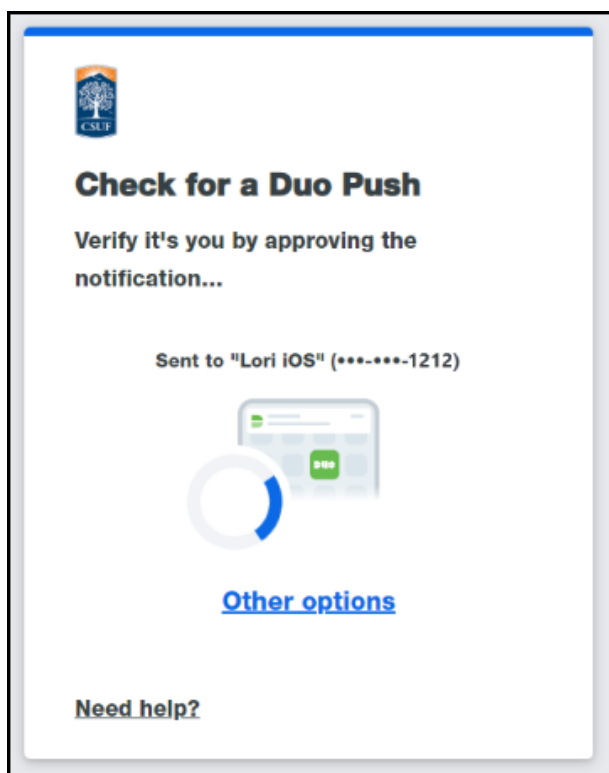 CSUF
Check for a Duo Push
Verify it's you by approving the
notification...
Sent to "Lori iOS" (•••-•••-1212)
DUO
Other options
Need help?